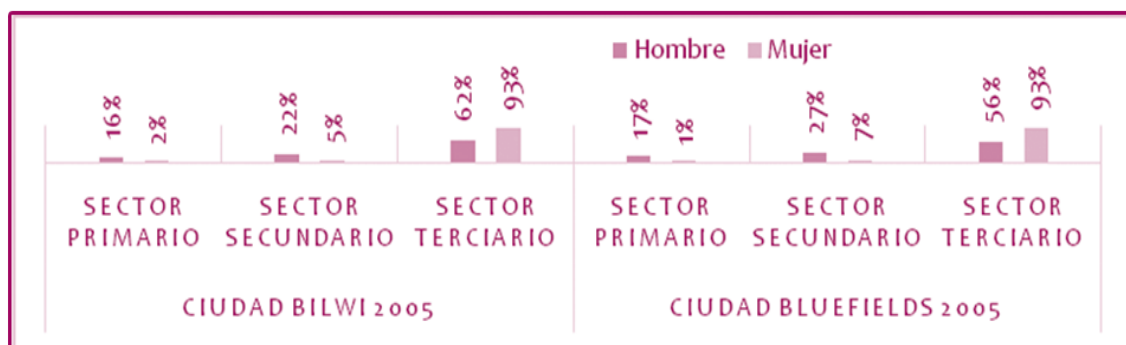 Hombre Mujer
16% 2% 22% 5% 62% 93% 17% 1% 27% 7% 56% 93%
SECTOR PRIMARIO
SECTOR SECUNDARIO
SECTOR TERCIARIO
SECTOR PRIMARIO
SECTOR SECUNDARIO
SECTOR TERCIARIO
CIUDAD BILWI 2005
CIUDAD BLUEFIELDS 2005